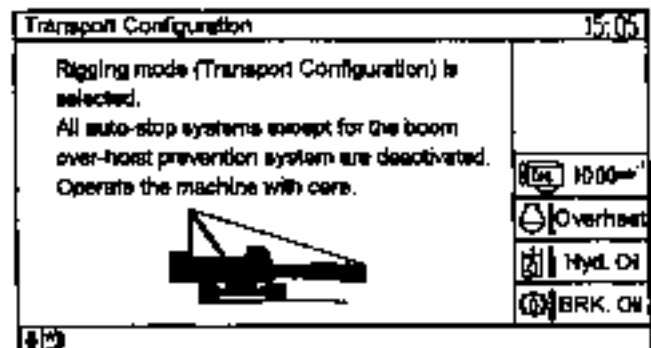 Transport Configuration 15:05
Rigging mode (Transport Configuration) is
selected.
All auto-stop systems except for the boom
over-hoist prevention system are deactivated.
Operate the machine with care.
Overheat
Hyd. Oil
BRK. Oil